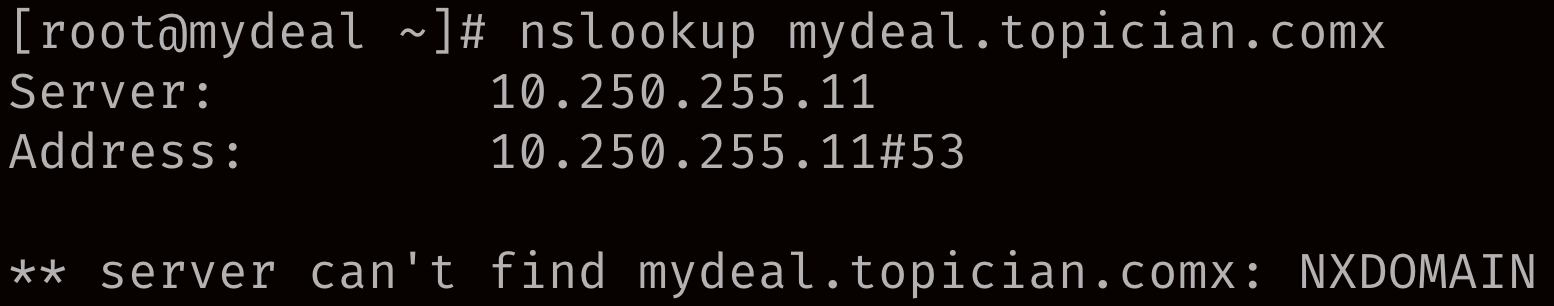 [root@mydeal ~]# nslookup mydeal.topician.comx
Server:         10.250.255.11
Address:        10.250.255.11#53

** server can't find mydeal.topician.comx: NXDOMAIN